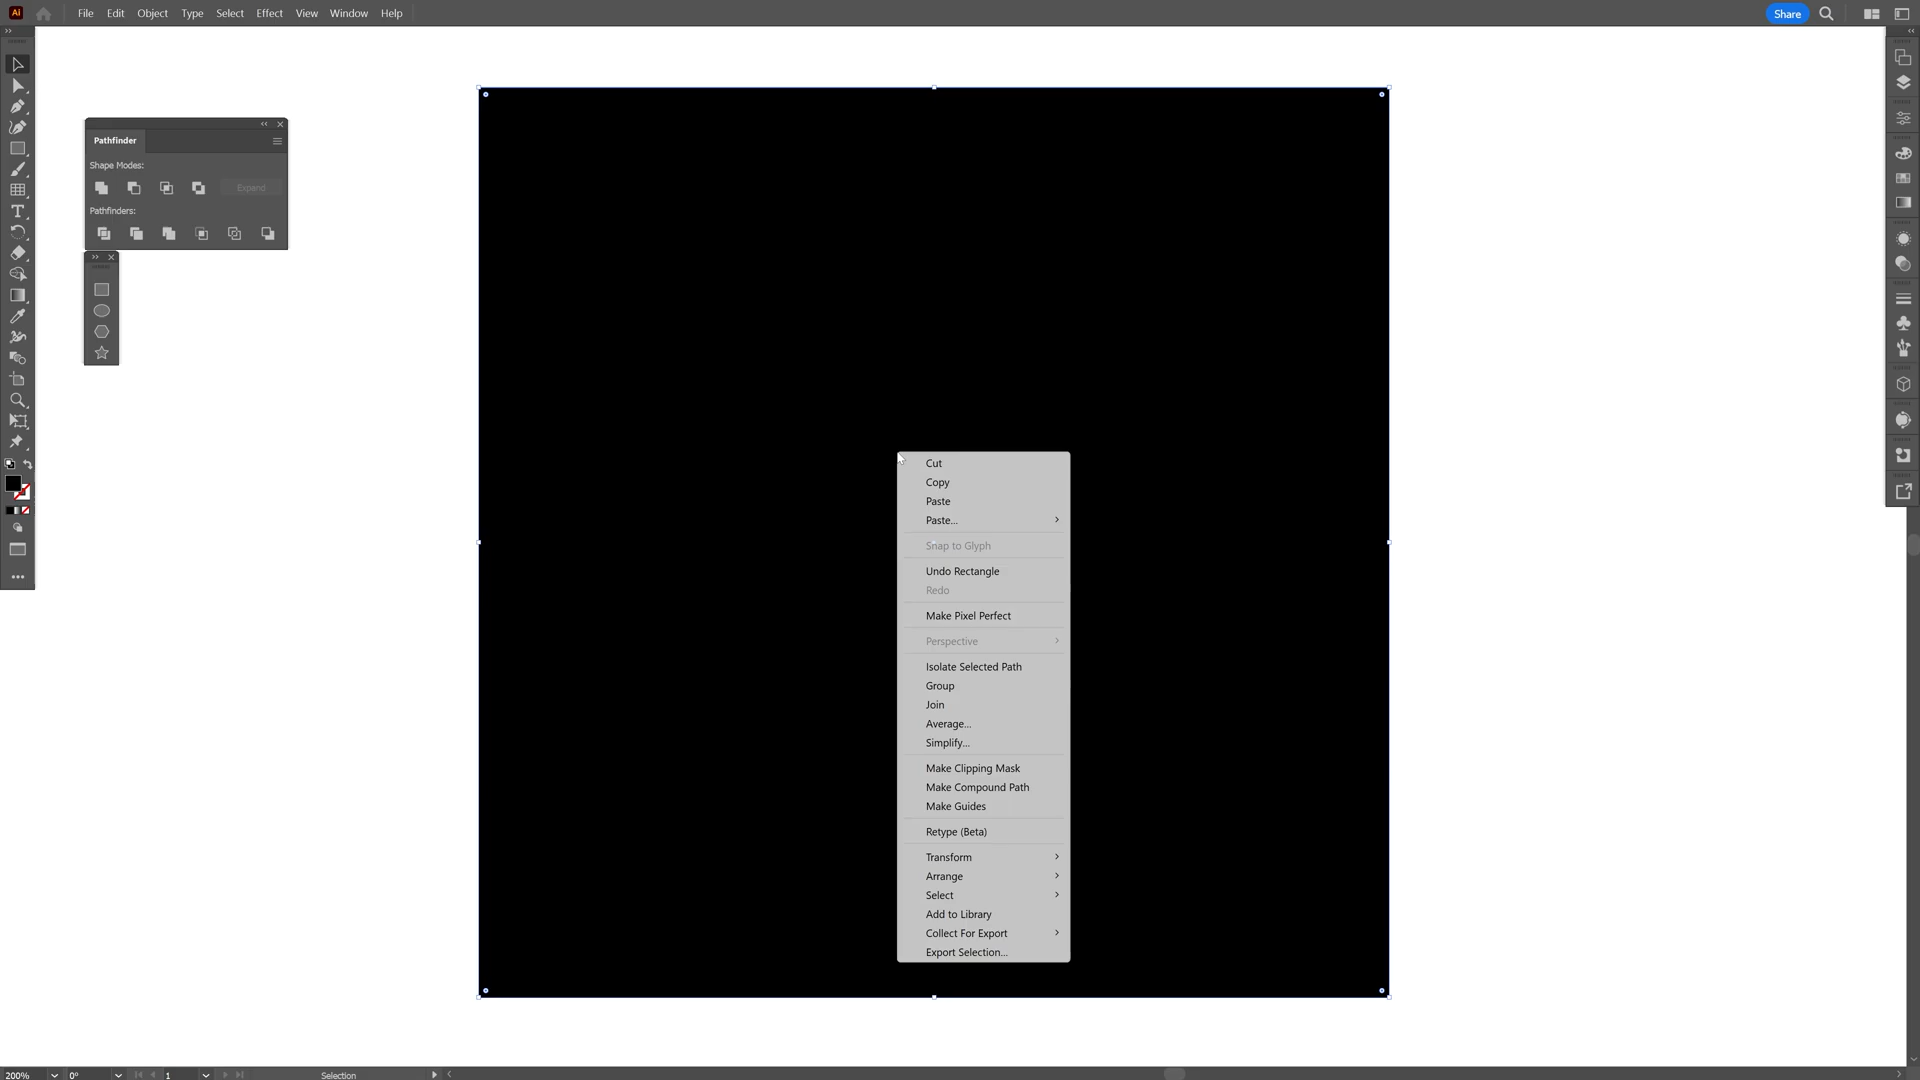 Ai
File Edit Object Type Select Effect View Window Help
Share
Pathfinder
Shape Modes:
Expand
Pathfinders:
Cut
Copy
Paste
Paste...
Snap to Glyph
Undo Rectangle
Redo
Make Pixel Perfect
Perspective
Isolate Selected Path
Group
Join
Average...
Simplify...
Make Clipping Mask
Make Compound Path
Make Guides
Retype (Beta)
Transform
Arrange
Select
Add to Library
Collect For Export
Export Selection...
200% 0° 1 Selection